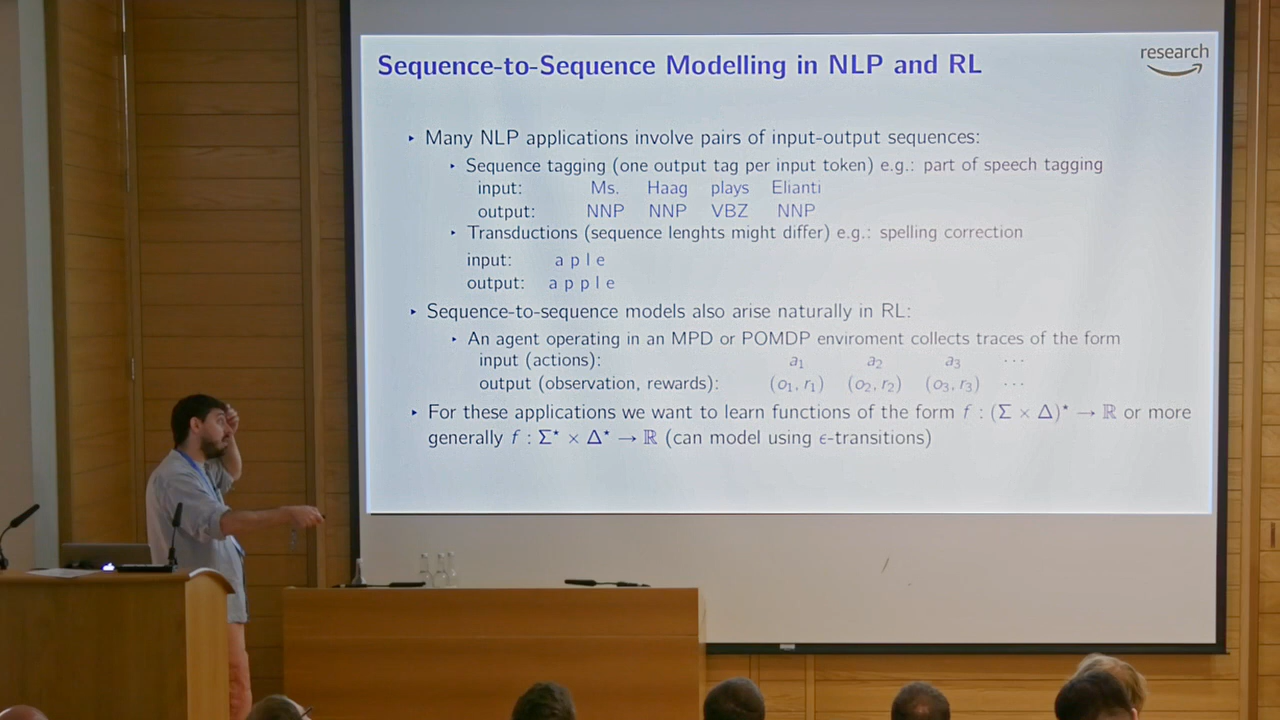 Sequence-to-Sequence Modelling in NLP and RL
research
‣ Many NLP applications involve pairs of input-output sequences:
‣ Sequence tagging (one output tag per input token) e.g.: part of speech tagging
input: Ms. Haag plays Elianti
output: NNP NNP VBZ NNP
‣ Transductions (sequence lenghts might differ) e.g.: spelling correction
input: a p l e
output: a p p l e
‣ Sequence-to-sequence models also arise naturally in RL:
‣ An agent operating in an MPD or POMDP enviroment collects traces of the form
input (actions): a₁ a₂ a₃ ⋯
output (observation, rewards): (o₁, r₁) (o₂, r₂) (o₃, r₃) ⋯
‣ For these applications we want to learn functions of the form f : (Σ × Δ)⋆ → ℝ or more
generally f : Σ⋆ × Δ⋆ → ℝ (can model using ϵ-transitions)